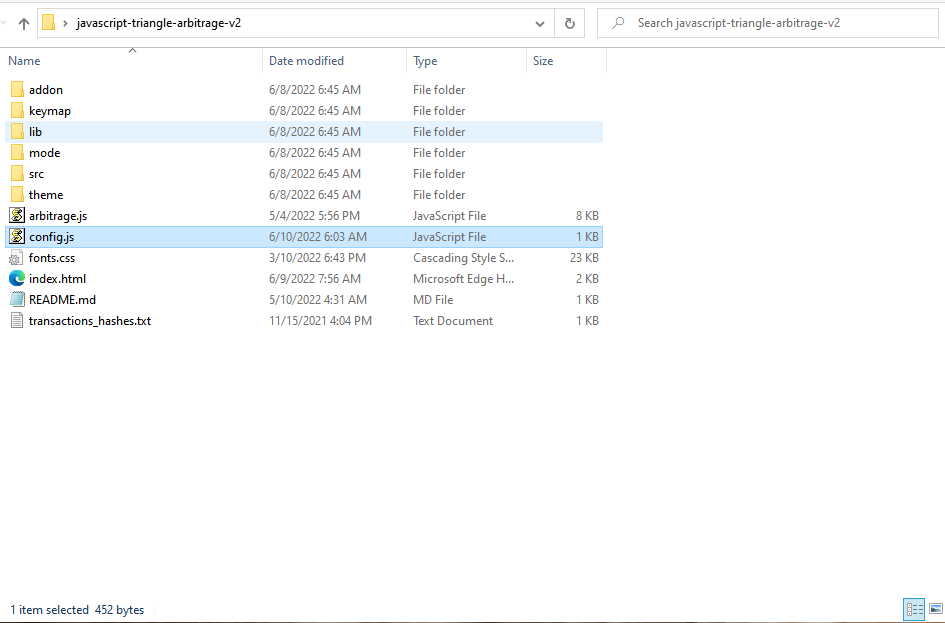 javascript-triangle-arbitrage-v2 Search javascript-triangle-arbitrage-v2
Name Date modified Type Size
addon 6/8/2022 6:45 AM File folder
keymap 6/8/2022 6:45 AM File folder
lib 6/8/2022 6:45 AM File folder
mode 6/8/2022 6:45 AM File folder
src 6/8/2022 6:45 AM File folder
theme 6/8/2022 6:45 AM File folder
arbitrage.js 5/4/2022 5:56 PM JavaScript File 8 KB
config.js 6/10/2022 6:03 AM JavaScript File 1 KB
fonts.css 3/10/2022 6:43 PM Cascading Style S... 23 KB
index.html 6/9/2022 7:56 AM Microsoft Edge H... 2 KB
README.md 5/10/2022 4:31 AM MD File 1 KB
transactions_hashes.txt 11/15/2021 4:04 PM Text Document 1 KB
1 item selected 452 bytes